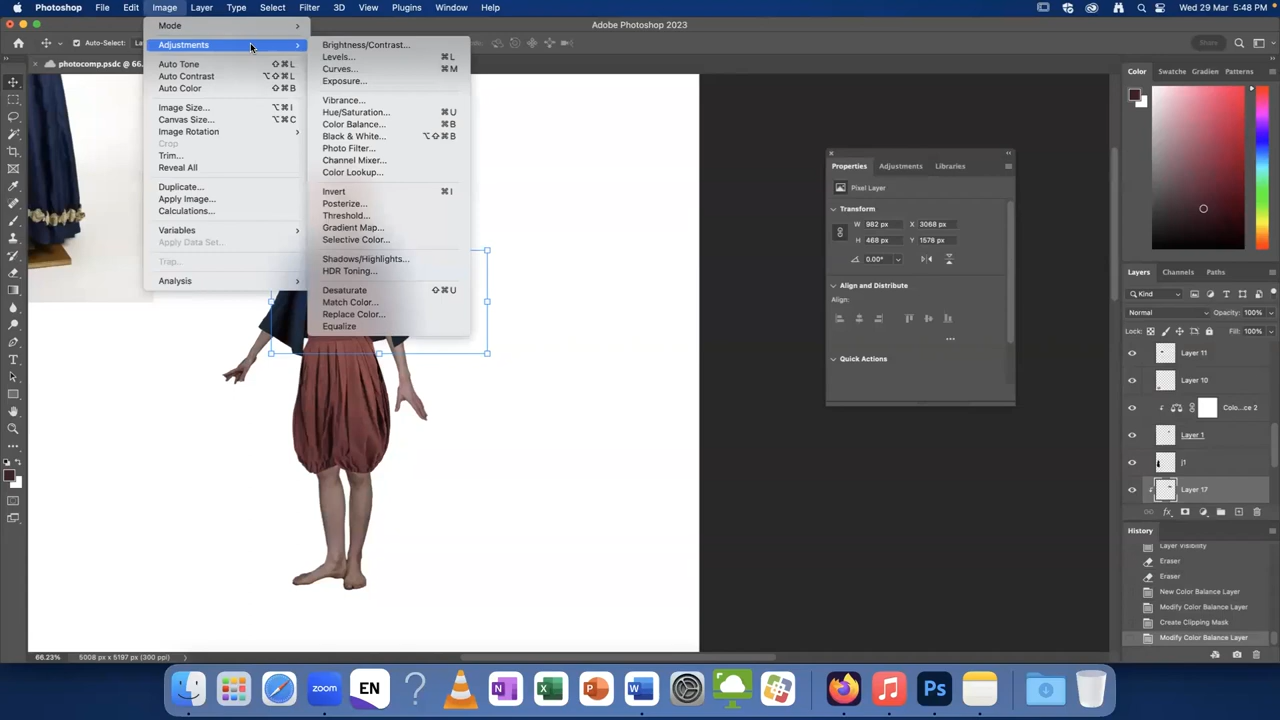 Photoshop File Edit Image Layer Type Select Filter 3D View Plugins Window Help Wed 29 Mar 5:48 PM
Adobe Photoshop 2023
Auto-Select: Share
photocomp.psdc @ 66.
Mode
Adjustments
Auto Tone ⇧⌘L
Auto Contrast ⌥⇧⌘L
Auto Color ⇧⌘B
Image Size... ⌥⌘I
Canvas Size... ⌥⌘C
Image Rotation
Crop
Trim...
Reveal All
Duplicate...
Apply Image...
Calculations...
Variables
Apply Data Set...
Trap...
Analysis
Brightness/Contrast...
Levels... ⌘L
Curves... ⌘M
Exposure...
Vibrance...
Hue/Saturation... ⌘U
Color Balance... ⌘B
Black & White... ⌥⇧⌘B
Photo Filter...
Channel Mixer...
Color Lookup...
Invert ⌘I
Posterize...
Threshold...
Gradient Map...
Selective Color...
Shadows/Highlights...
HDR Toning...
Desaturate ⇧⌘U
Match Color...
Replace Color...
Equalize
Properties Adjustments Libraries
Pixel Layer
Transform
W 982 px X 3068 px
H 468 px Y 1578 px
0.00°
Align and Distribute
Align:
Quick Actions
Color Swatche Gradien Patterns
Layers Channels Paths
Kind
Normal Opacity: 100%
Lock: Fill: 100%
Layer 11
Layer 10
Colo...ce 2
Layer 1
j1
Layer 17
History
Layer Visibility
Eraser
Eraser
New Color Balance Layer
Modify Color Balance Layer
Create Clipping Mask
Modify Color Balance Layer
66.23% 5008 px x 5197 px (300 ppi)
zoom EN ? N X P W Ps